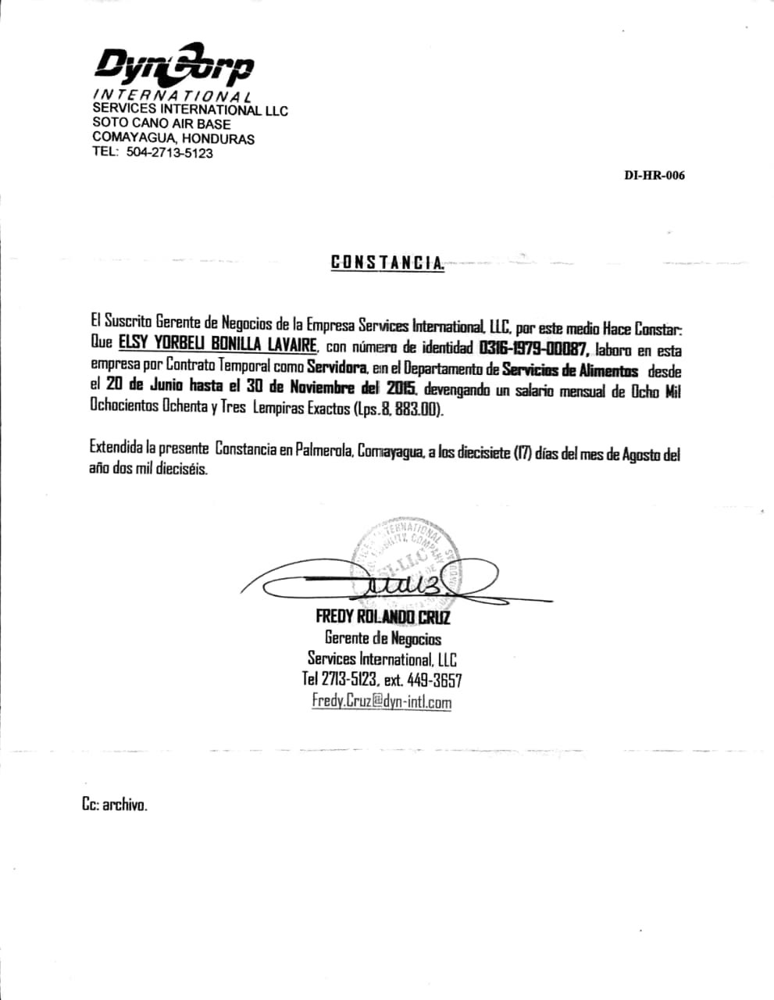 DynCorp
INTERNATIONAL
SERVICES INTERNATIONAL LLC
SOTO CANO AIR BASE
COMAYAGUA, HONDURAS
TEL: 504-2713-5123
DI-HR-006
CONSTANCIA.
El Suscrito Gerente de Negocios de la Empresa Services International, LLC, por este medio Hace Constar:
Que ELSY YORBELI BONILLA LAVAIRE, con número de identidad 0316-1979-00087, laboro en esta
empresa por Contrato Temporal como Servidora, en el Departamento de Servicios de Alimentos desde
el 20 de Junio hasta el 30 de Noviembre del 2015, devengando un salario mensual de Ocho Mil
Ochocientos Ochenta y Tres Lempiras Exactos (Lps.8, 883.00).
Extendida la presente Constancia en Palmerola, Comayagua, a los diecisiete (17) días del mes de Agosto del
año dos mil dieciséis.
FREDY ROLANDO CRUZ
Gerente de Negocios
Services International, LLC
Tel 2713-5123, ext. 449-3657
Fredy.Cruz@dyn-intl.com
Cc: archivo.